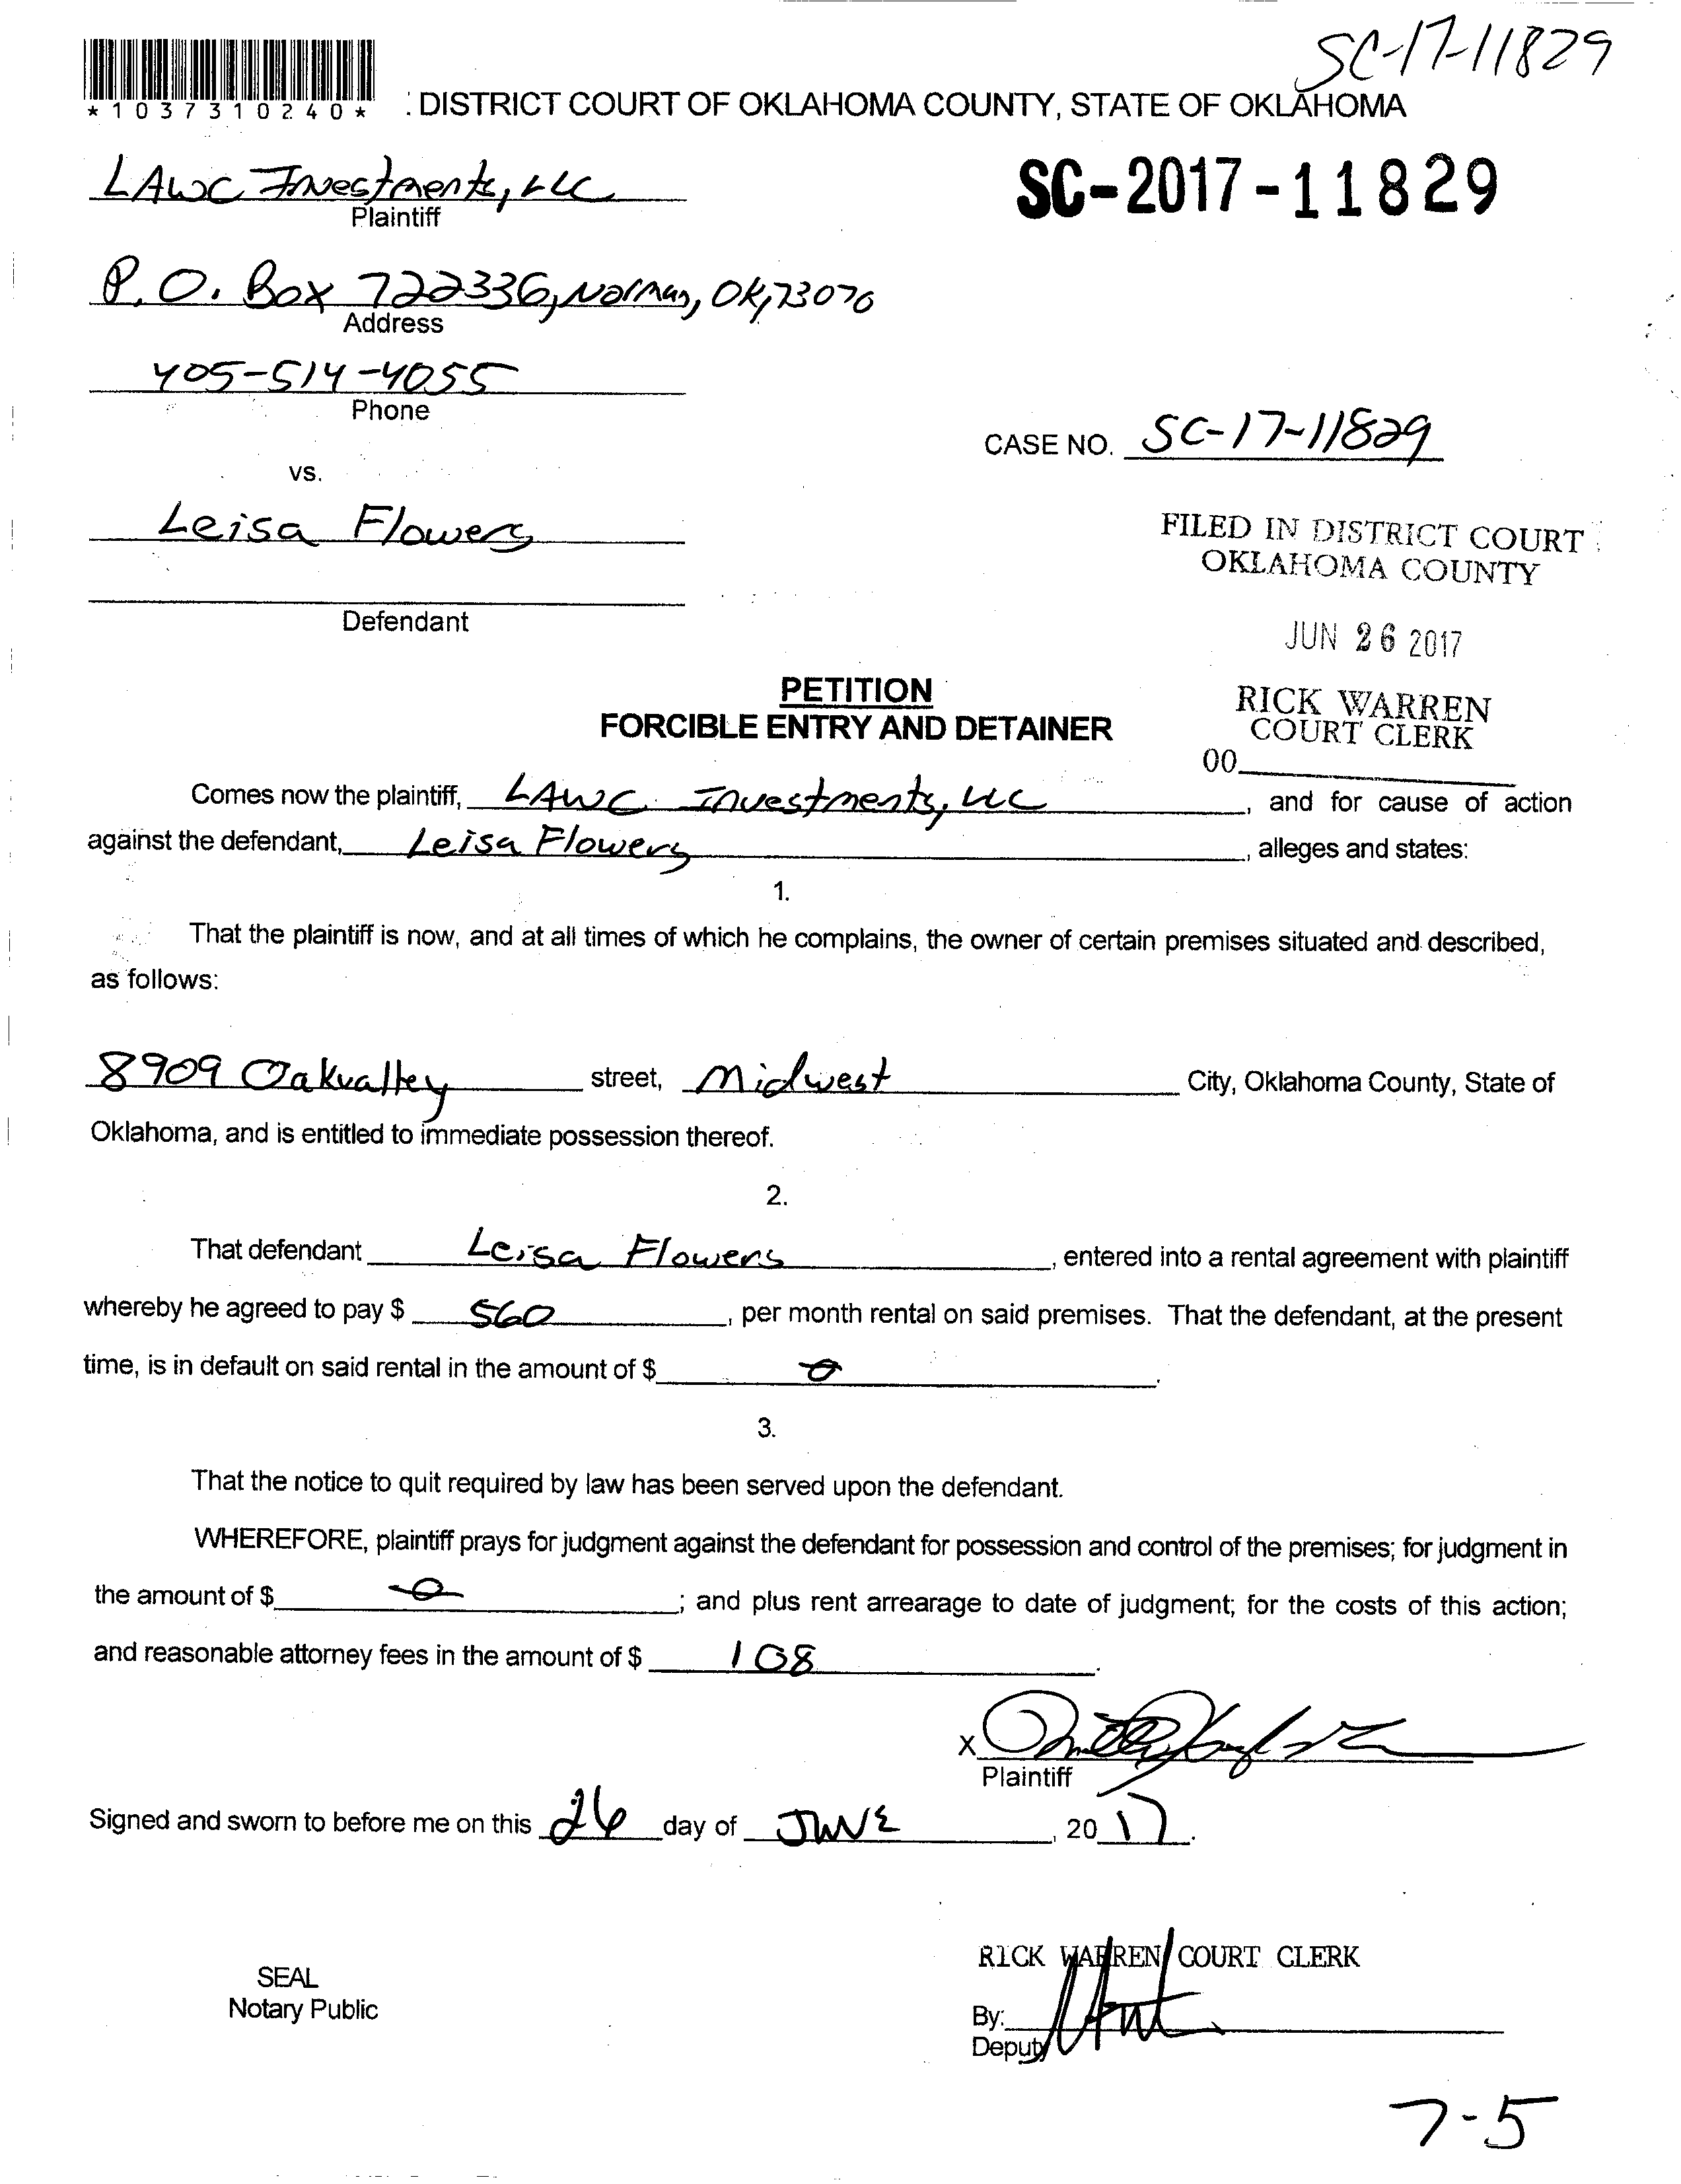 SC-17-11829
*1037310240*
: DISTRICT COURT OF OKLAHOMA COUNTY, STATE OF OKLAHOMA
LAWC Investments, LLC
Plaintiff
SC-2017-11829
P.O. Box 722336, Norman, OK, 73070
Address
405-514-4055
Phone
CASE NO. SC-17-11829
vs.
Leisa Flowers
Defendant
FILED IN DISTRICT COURT
OKLAHOMA COUNTY
JUN 26 2017
RICK WARREN
COURT CLERK
00
PETITION
FORCIBLE ENTRY AND DETAINER
Comes now the plaintiff, LAWC Investments, LLC, and for cause of action
against the defendant, Leisa Flowers, alleges and states:
1.
That the plaintiff is now, and at all times of which he complains, the owner of certain premises situated and described,
as follows:
8909 Oakvalley street, Midwest City, Oklahoma County, State of
Oklahoma, and is entitled to immediate possession thereof.
2.
That defendant Leisa Flowers, entered into a rental agreement with plaintiff
whereby he agreed to pay $ 560, per month rental on said premises. That the defendant, at the present
time, is in default on said rental in the amount of $ 0.
3.
That the notice to quit required by law has been served upon the defendant.
WHEREFORE, plaintiff prays for judgment against the defendant for possession and control of the premises; for judgment in
the amount of $ 0; and plus rent arrearage to date of judgment; for the costs of this action;
and reasonable attorney fees in the amount of $ 108.
X
Plaintiff
Signed and sworn to before me on this 26 day of JUNE, 2017.
RICK WARREN COURT CLERK
SEAL
Notary Public
By:
Deputy
7-5